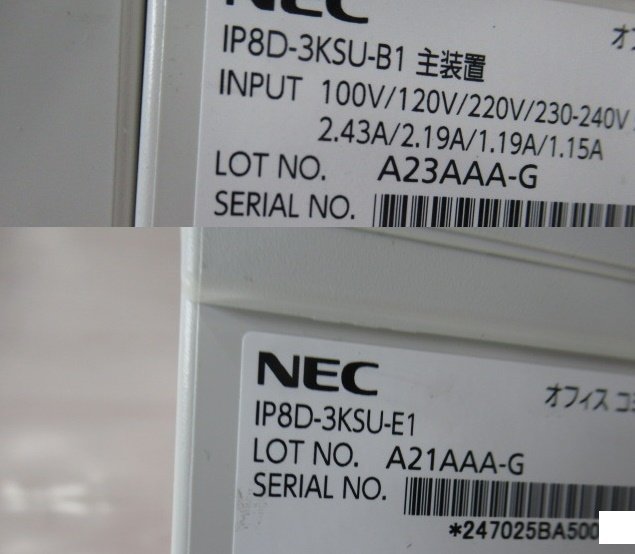 NEC
IP8D-3KSU-B1 主装置
INPUT 100V/120V/220V/230-240V
2.43A/2.19A/1.19A/1.15A
LOT NO. A23AAA-G
SERIAL NO.
NEC
オフィス コ
IP8D-3KSU-E1
LOT NO. A21AAA-G
SERIAL NO.
*247025BA500